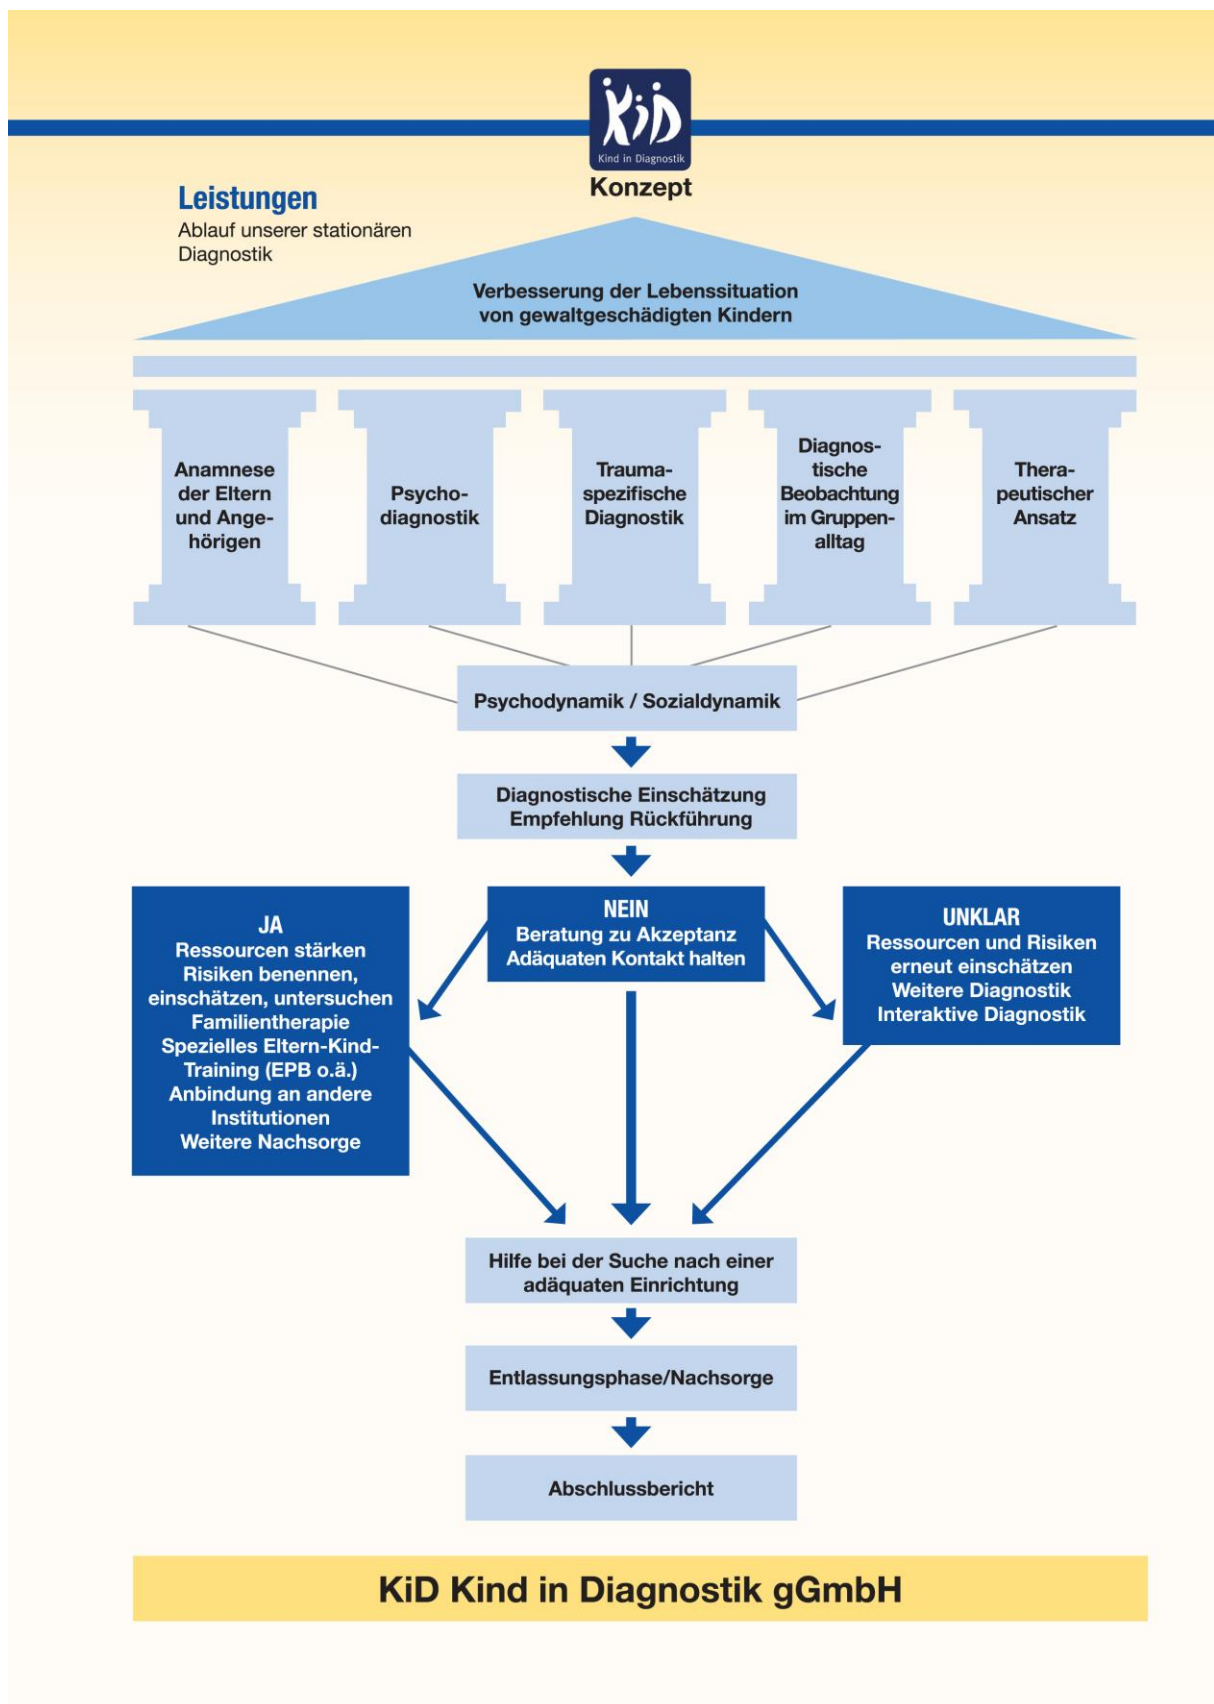 KiD
Kind in Diagnostik
Konzept
Leistungen
Ablauf unserer stationären
Diagnostik
Verbesserung der Lebenssituation
von gewaltgeschädigten Kindern
Anamnese
der Eltern
und Ange-
hörigen
Psycho-
diagnostik
Trauma-
spezifische
Diagnostik
Diagnos-
tische
Beobachtung
im Gruppen-
alltag
Thera-
peutischer
Ansatz
Psychodynamik / Sozialdynamik
Diagnostische Einschätzung
Empfehlung Rückführung
JA
Ressourcen stärken
Risiken benennen,
einschätzen, untersuchen
Familientherapie
Spezielles Eltern-Kind-
Training (EPB o.ä.)
Anbindung an andere
Institutionen
Weitere Nachsorge
NEIN
Beratung zu Akzeptanz
Adäquaten Kontakt halten
UNKLAR
Ressourcen und Risiken
erneut einschätzen
Weitere Diagnostik
Interaktive Diagnostik
Hilfe bei der Suche nach einer
adäquaten Einrichtung
Entlassungsphase/Nachsorge
Abschlussbericht
KiD Kind in Diagnostik gGmbH